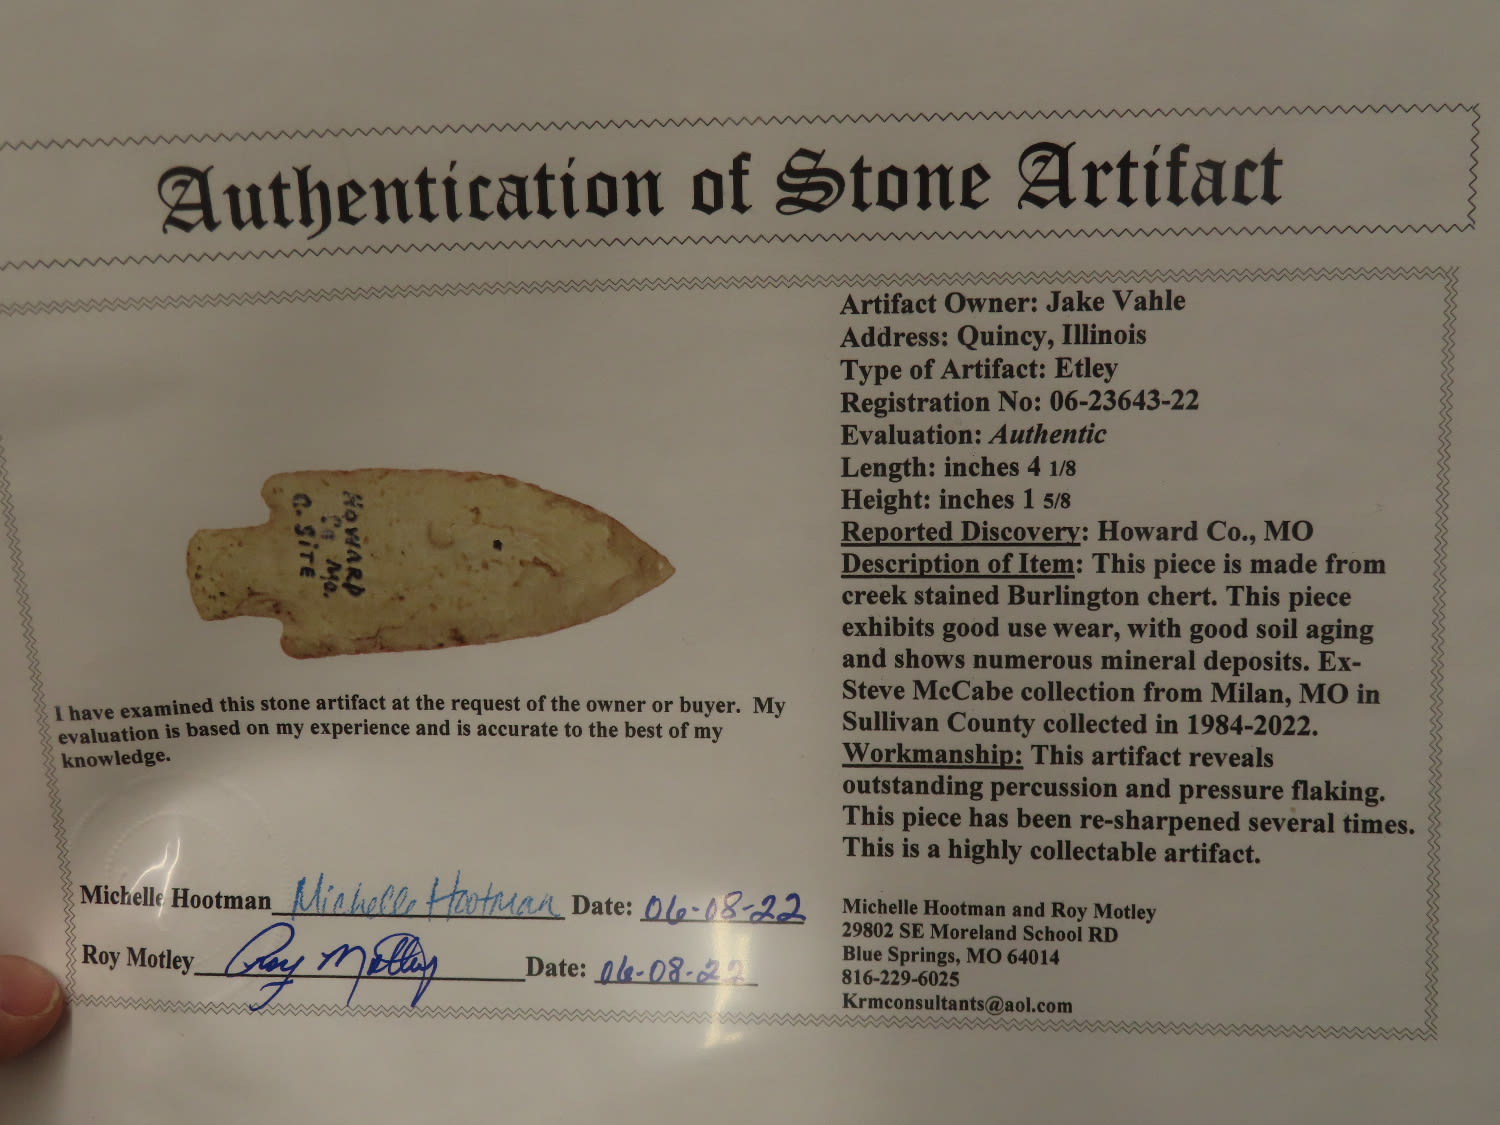 Authentication of Stone Artifact
HOWARD
Co Mo.
A. SITE
I have examined this stone artifact at the request of the owner or buyer. My
evaluation is based on my experience and is accurate to the best of my
knowledge.
Michelle Hootman Michelle Hootman Date: 06-08-22
Roy Motley Roy Motley Date: 06-08-22
Artifact Owner: Jake Vahle
Address: Quincy, Illinois
Type of Artifact: Etley
Registration No: 06-23643-22
Evaluation: Authentic
Length: inches 4 1/8
Height: inches 1 5/8
Reported Discovery: Howard Co., MO
Description of Item: This piece is made from
creek stained Burlington chert. This piece
exhibits good use wear, with good soil aging
and shows numerous mineral deposits. Ex-
Steve McCabe collection from Milan, MO in
Sullivan County collected in 1984-2022.
Workmanship: This artifact reveals
outstanding percussion and pressure flaking.
This piece has been re-sharpened several times.
This is a highly collectable artifact.
Michelle Hootman and Roy Motley
29802 SE Moreland School RD
Blue Springs, MO 64014
816-229-6025
Krmconsultants@aol.com